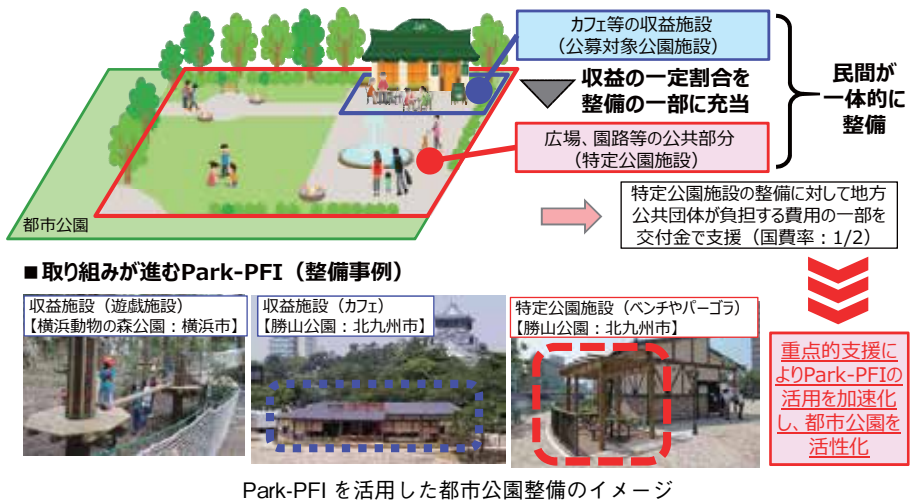 カフェ等の収益施設
（公募対象公園施設）
収益の一定割合を
整備の一部に充当
民間が
一体的に
整備
広場、園路等の公共部分
（特定公園施設）
都市公園
特定公園施設の整備に対して地方
公共団体が負担する費用の一部を
交付金で支援（国費率：1/2）
■取り組みが進むPark-PFI（整備事例）
収益施設（遊戯施設）
【横浜動物の森公園：横浜市】
収益施設（カフェ）
【勝山公園：北九州市】
特定公園施設（ベンチやパーゴラ）
【勝山公園：北九州市】
重点的支援に
よりPark-PFIの
活用を加速化
し、都市公園を
活性化
Park-PFI を活用した都市公園整備のイメージ